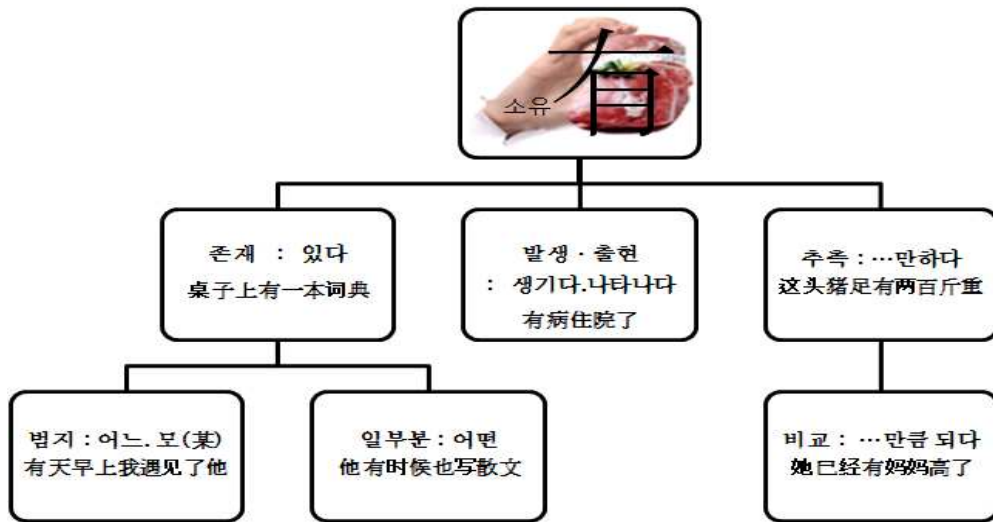 有
소유
존재 : 있다
桌子上有一本词典
발생 · 출현
: 생기다.나타나다
有病住院了
추측 : …만하다
这头猪足有两百斤重
범지 : 어느. 모(某)
有天早上我遇见了他
일부분 : 어떤
他有时候也写散文
비교 : …만큼 되다
她已经有妈妈高了